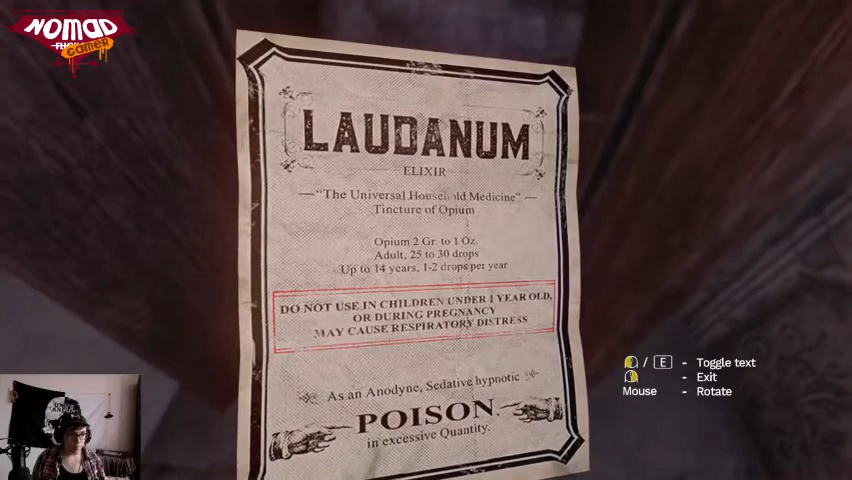 NOMAD
GAMER
LAUDANUM
ELIXIR
—"The Universal Household Medicine"—
Tincture of Opium
Opium 2 Gr. to 1 Oz.
Adult, 25 to 30 drops
Up to 14 years, 1-2 drops per year
DO NOT USE IN CHILDREN UNDER 1 YEAR OLD,
OR DURING PREGNANCY
MAY CAUSE RESPIRATORY DISTRESS
As an Anodyne, Sedative hypnotic
POISON.
in excessive Quantity.
/ E - Toggle text
- Exit
Mouse - Rotate